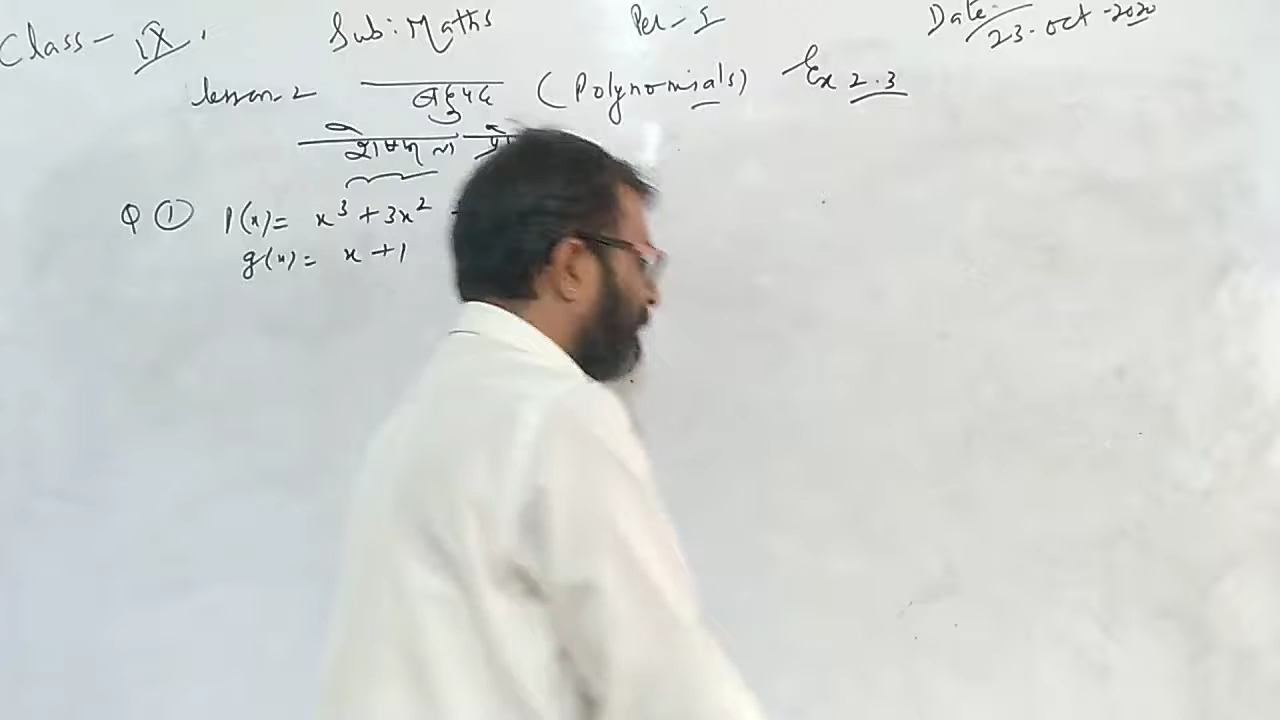 Class - IX. Sub: Maths Per - I Date: 23-oct-2020
lesson-2 बहुपद (Polynomials) Ex 2.3
Q ① P(x) = x³ + 3x²
g(x) = x + 1